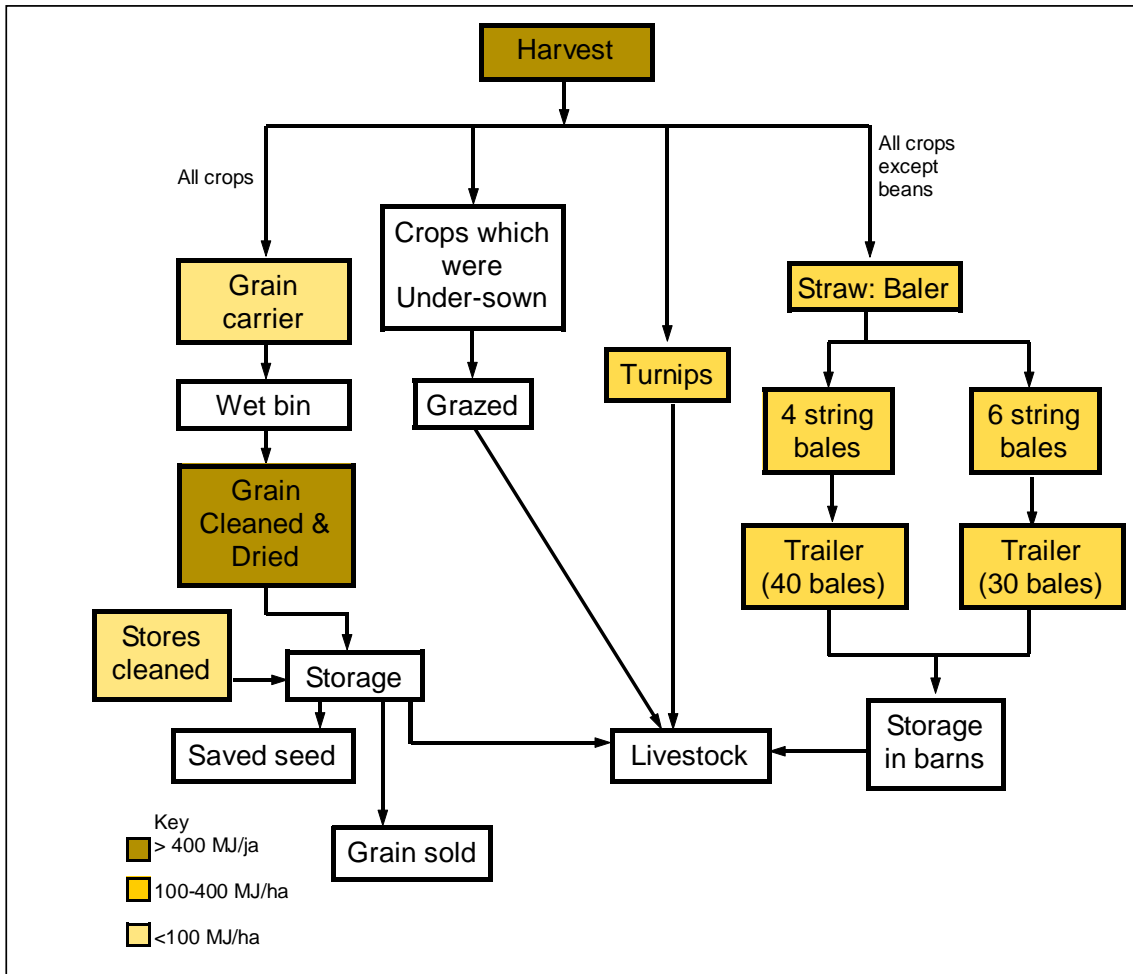 Harvest
All crops
All crops
except
beans
Grain
carrier
Crops which
were
Under-sown
Straw: Baler
Turnips
Wet bin
Grazed
4 string
bales
6 string
bales
Grain
Cleaned &
Dried
Trailer
(40 bales)
Trailer
(30 bales)
Stores
cleaned
Storage
Saved seed
Livestock
Storage
in barns
Grain sold
Key
> 400 MJ/ja
100-400 MJ/ha
<100 MJ/ha